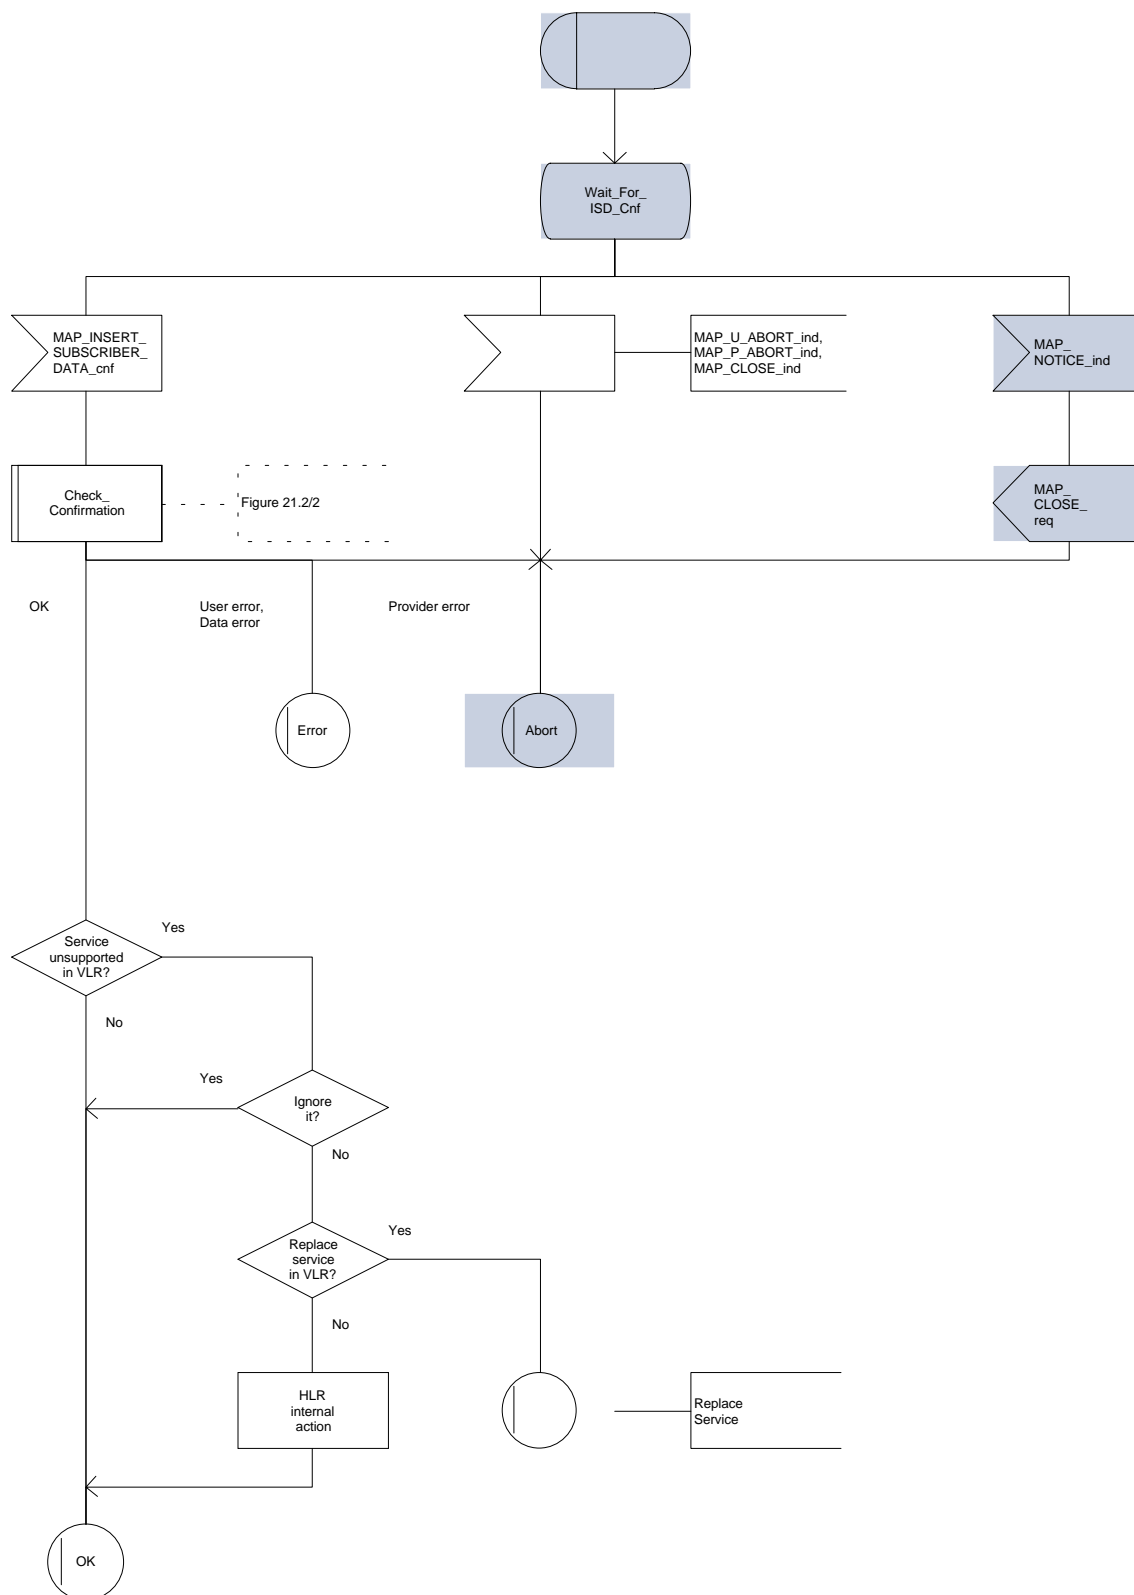 Wait_For_
ISD_Cnf
MAP_INSERT_
SUBSCRIBER_
DATA_cnf
MAP_U_ABORT_ind,
MAP_P_ABORT_ind,
MAP_CLOSE_ind
MAP_
NOTICE_ind
Check_
Confirmation
Figure 21.2/2
MAP_
CLOSE_
req
OK
User error,
Data error
Provider error
Error
Abort
Service
unsupported
in VLR?
Yes
No
Yes
Ignore
it?
No
Replace
service
in VLR?
Yes
No
HLR
internal
action
Replace
Service
OK